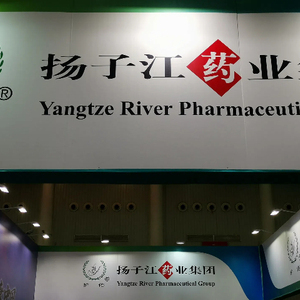 扬子江药业集
Yangtze River Pharmaceuti
扬子江药业集团
Yangtze River Pharmaceutical Group